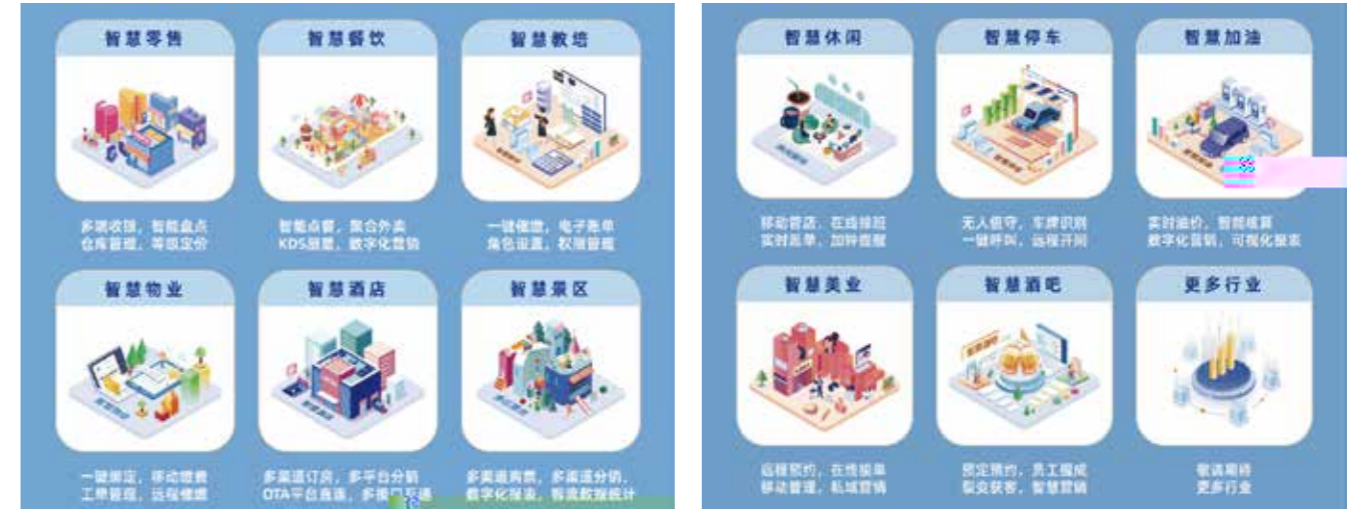 智慧零售
智慧餐饮
智慧教培
多端收银，智能盘点
仓库管理，等级定价
智能点餐，聚合外卖
KDS厨显，数字化营销
一键催缴，电子账单
角色设置，权限管理
智慧物业
智慧酒店
智慧景区
一键绑定，移动缴费
工单管理，远程催缴
多渠道订房，多平台分销
OTA平台直连，多
多渠道购票，多渠道分销，
数字化报表，客流数据统计
智慧休闲
智慧停车
智慧加油
移动管店，在线排班
实时账单，加钟提醒
无人值守，车牌识别
一键呼叫，远程开闸
实时油价，智能核算
数字化营销，可视化报表
智慧美业
智慧酒吧
更多行业
远程预约，在线接单
移动管理，私域营销
预定预约，员工提成
裂变获客，智慧营销
敬请期待
更多行业